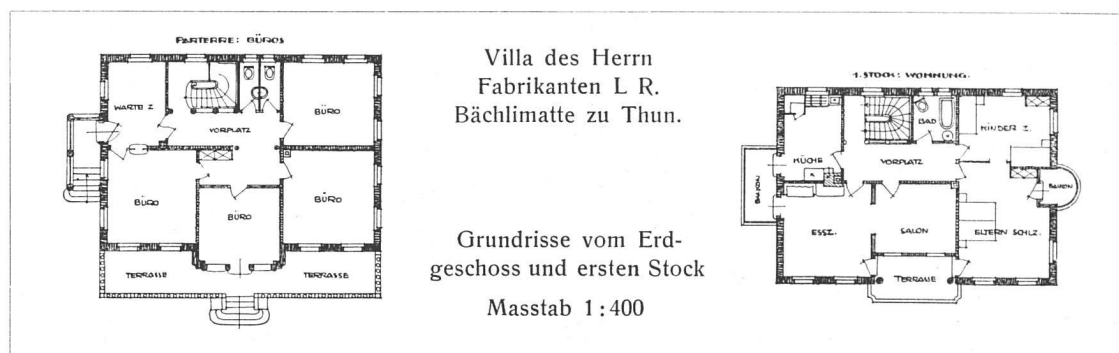 PARTERRE: BÜROS
WARTE Z.
BÜRO
VORPLATZ
BÜRO
BÜRO
BÜRO
TERRASSE
TERRASSE
Villa des Herrn
Fabrikanten L R.
Bächlimatte zu Thun.
Grundrisse vom Erd-
geschoss und ersten Stock
Masstab 1:400
1. STOCK: WOHNUNG.
BAD
KINDER Z.
KÜCHE
VORPLATZ
BALKON
BALKON
ESSZ.
SALON
ELTERN SCHLZ.
TERRASSE